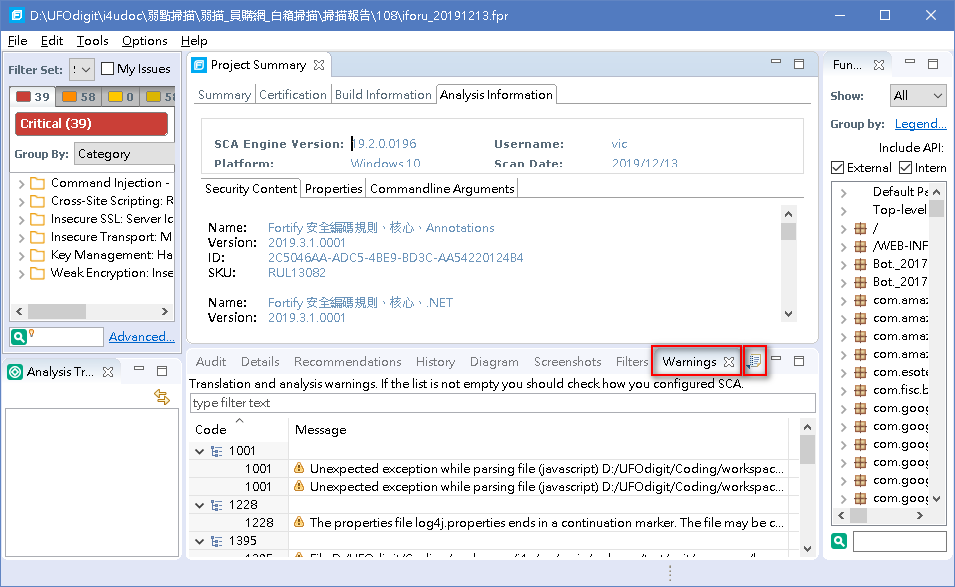 D:\UFOdigit\i4udoc\弱點掃描\弱描_員購網_白箱掃描\掃描報告\108\iforu_20191213.fpr
File Edit Tools Options Help
Filter Set: My Issues
39 58 0 58
Critical (39)
Group By: Category
Command Injection -
Cross-Site Scripting: R
Insecure SSL: Server Ic
Insecure Transport: M
Key Management: Ha
Weak Encryption: Inse
Advanced...
Analysis Tr...
Project Summary
Summary Certification Build Information Analysis Information
SCA Engine Version: 19.2.0.0196 Username: vic
Platform: Windows 10 Scan Date: 2019/12/13
Security Content Properties Commandline Arguments
Name: Fortify 安全編碼規則、核心、Annotations
Version: 2019.3.1.0001
ID: 2C5046AA-ADC5-4BE9-BD3C-AA54220124B4
SKU: RUL13082
Name: Fortify 安全編碼規則、核心、.NET
Version: 2019.3.1.0001
Audit Details Recommendations History Diagram Screenshots Filters Warnings
Translation and analysis warnings. If the list is not empty you should check how you configured SCA.
type filter text
Code Message
1001
1001 Unexpected exception while parsing file (javascript) D:/UFOdigit/Coding/workspac...
1001 Unexpected exception while parsing file (javascript) D:/UFOdigit/Coding/workspac...
1228
1228 The properties file log4j.properties ends in a continuation marker. The file may be c...
1395
Fun...
Show: All
Group by: Legend...
Include API:
External Intern
Default Pa
Top-level
/
/WEB-INF
Bot._2017
Bot._2017
com.amaz
com.amaz
com.amaz
com.amaz
com.esote
com.fisc.b
com.goog
com.goog
com.goog
com.goog
com.goog
com.goog